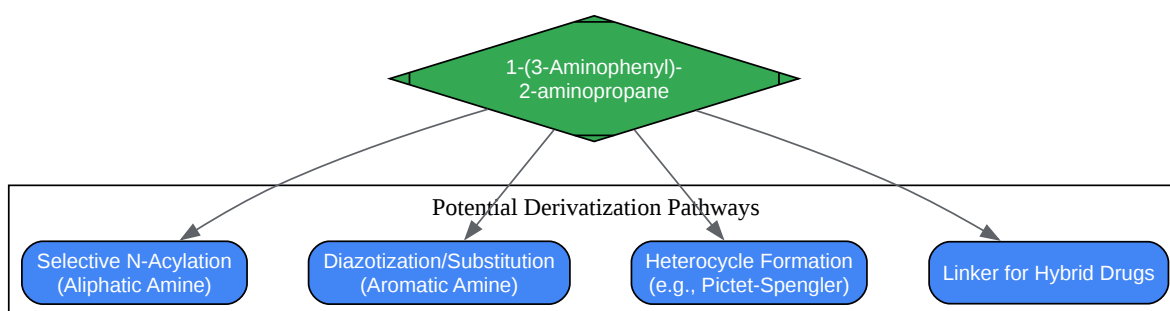 1-(3-Aminophenyl)-
2-aminopropane
Potential Derivatization Pathways
Selective N-Acylation
(Aliphatic Amine)
Diazotization/Substitution
(Aromatic Amine)
Heterocycle Formation
(e.g., Pictet-Spengler)
Linker for Hybrid Drugs